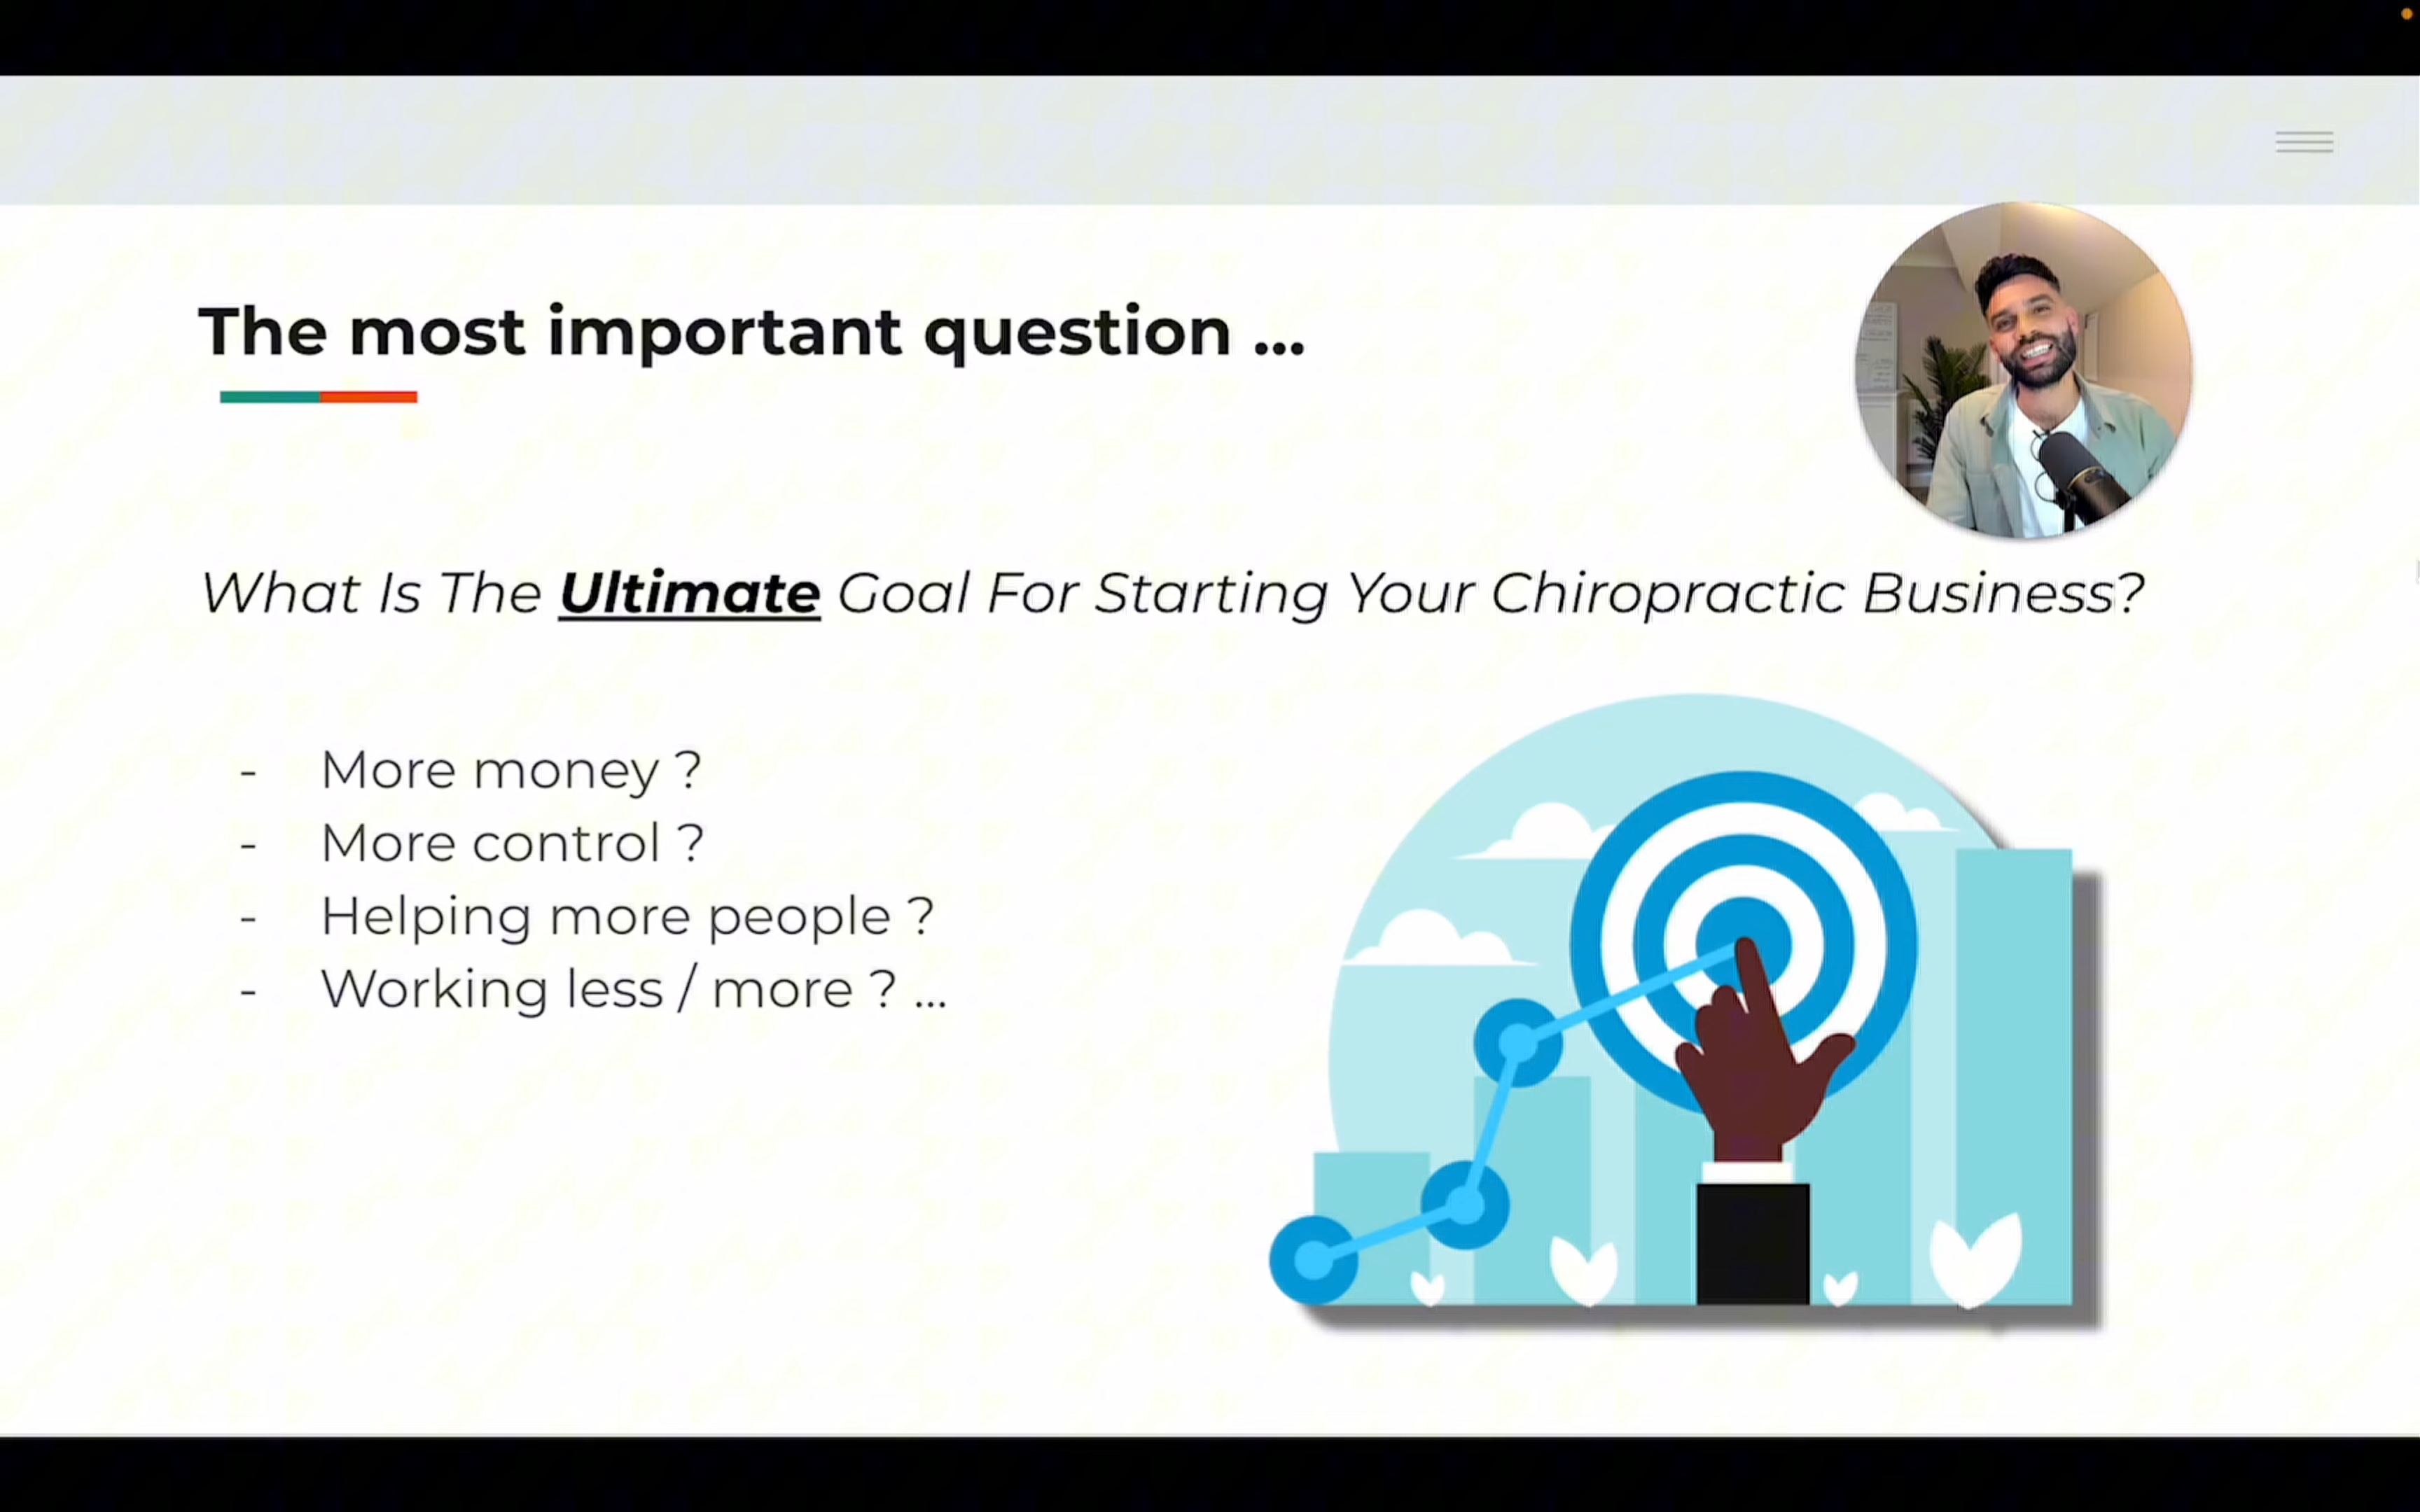 The most important question ...
What Is The Ultimate Goal For Starting Your Chiropractic Business?
- More money ?
- More control ?
- Helping more people ?
- Working less / more ? ...